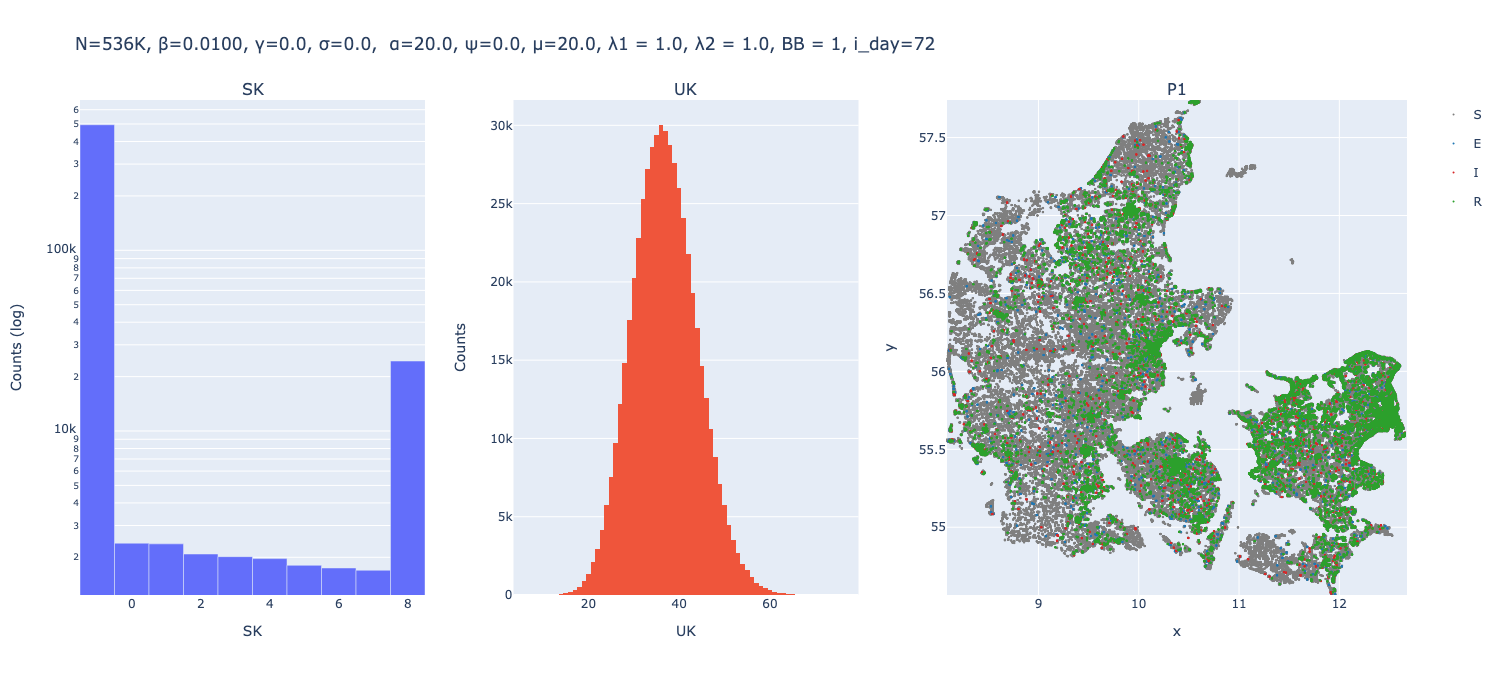 N=536K, β=0.0100, γ=0.0, σ=0.0, α=20.0, ψ=0.0, μ=20.0, λ1 = 1.0, λ2 = 1.0, BB = 1, i_day=72
SK
UK
P1
Counts (log)
6
5
4
3
2
100k
9
8
7
6
5
4
3
2
10k
9
8
7
6
5
4
3
2
0
2
4
6
8
SK
Counts
30k
25k
20k
15k
10k
5k
0
20
40
60
UK
y
57.5
57
56.5
56
55.5
55
9
10
11
12
x
S
E
I
R